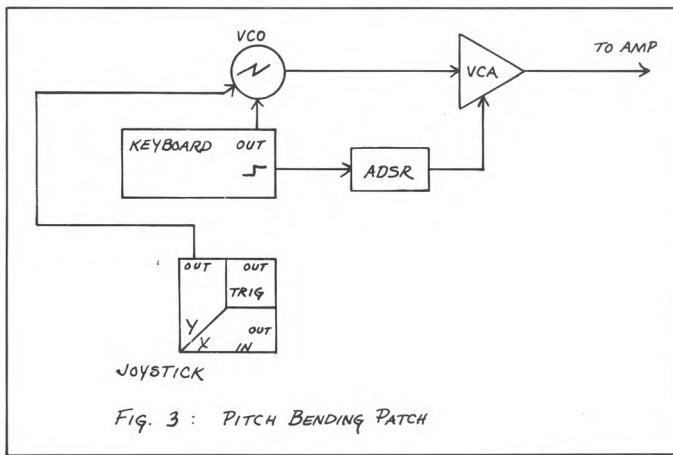 VCO
TO AMP
VCA
KEYBOARD OUT
ADSR
OUT OUT
TRIG
Y
X OUT
IN
JOYSTICK
FIG. 3 : PITCH BENDING PATCH